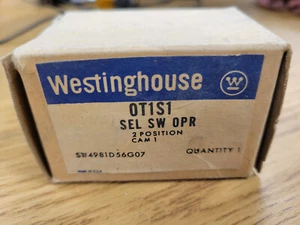 Westinghouse W
OT1S1
SEL SW OPR
2 POSITION
CAM 1
QUANTITY 1